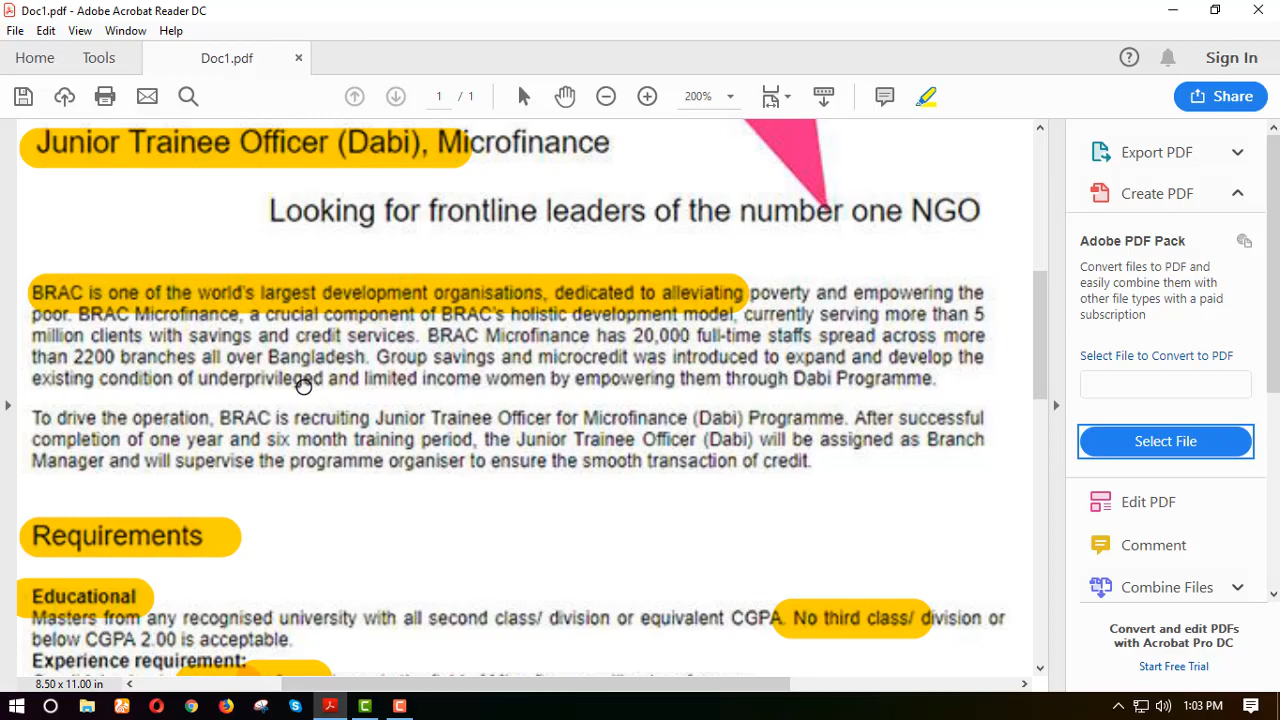 Doc1.pdf - Adobe Acrobat Reader DC
File Edit View Window Help
Home Tools Doc1.pdf × Sign In
1 / 1 200% Share
Junior Trainee Officer (Dabi), Microfinance
Looking for frontline leaders of the number one NGO
BRAC is one of the world's largest development organisations, dedicated to alleviating poverty and empowering the
poor. BRAC Microfinance, a crucial component of BRAC's holistic development model, currently serving more than 5
million clients with savings and credit services. BRAC Microfinance has 20,000 full-time staffs spread across more
than 2200 branches all over Bangladesh. Group savings and microcredit was introduced to expand and develop the
existing condition of underprivileged and limited income women by empowering them through Dabi Programme.
To drive the operation, BRAC is recruiting Junior Trainee Officer for Microfinance (Dabi) Programme. After successful
completion of one year and six month training period, the Junior Trainee Officer (Dabi) will be assigned as Branch
Manager and will supervise the programme organiser to ensure the smooth transaction of credit.
Requirements
Educational
Masters from any recognised university with all second class/ division or equivalent CGPA. No third class/ division or
below CGPA 2.00 is acceptable.
Experience requirement:
8.50 x 11.00 in
Export PDF
Create PDF
Adobe PDF Pack
Convert files to PDF and
easily combine them with
other file types with a paid
subscription
Select File to Convert to PDF
Select File
Edit PDF
Comment
Combine Files
Convert and edit PDFs
with Acrobat Pro DC
Start Free Trial
1:03 PM